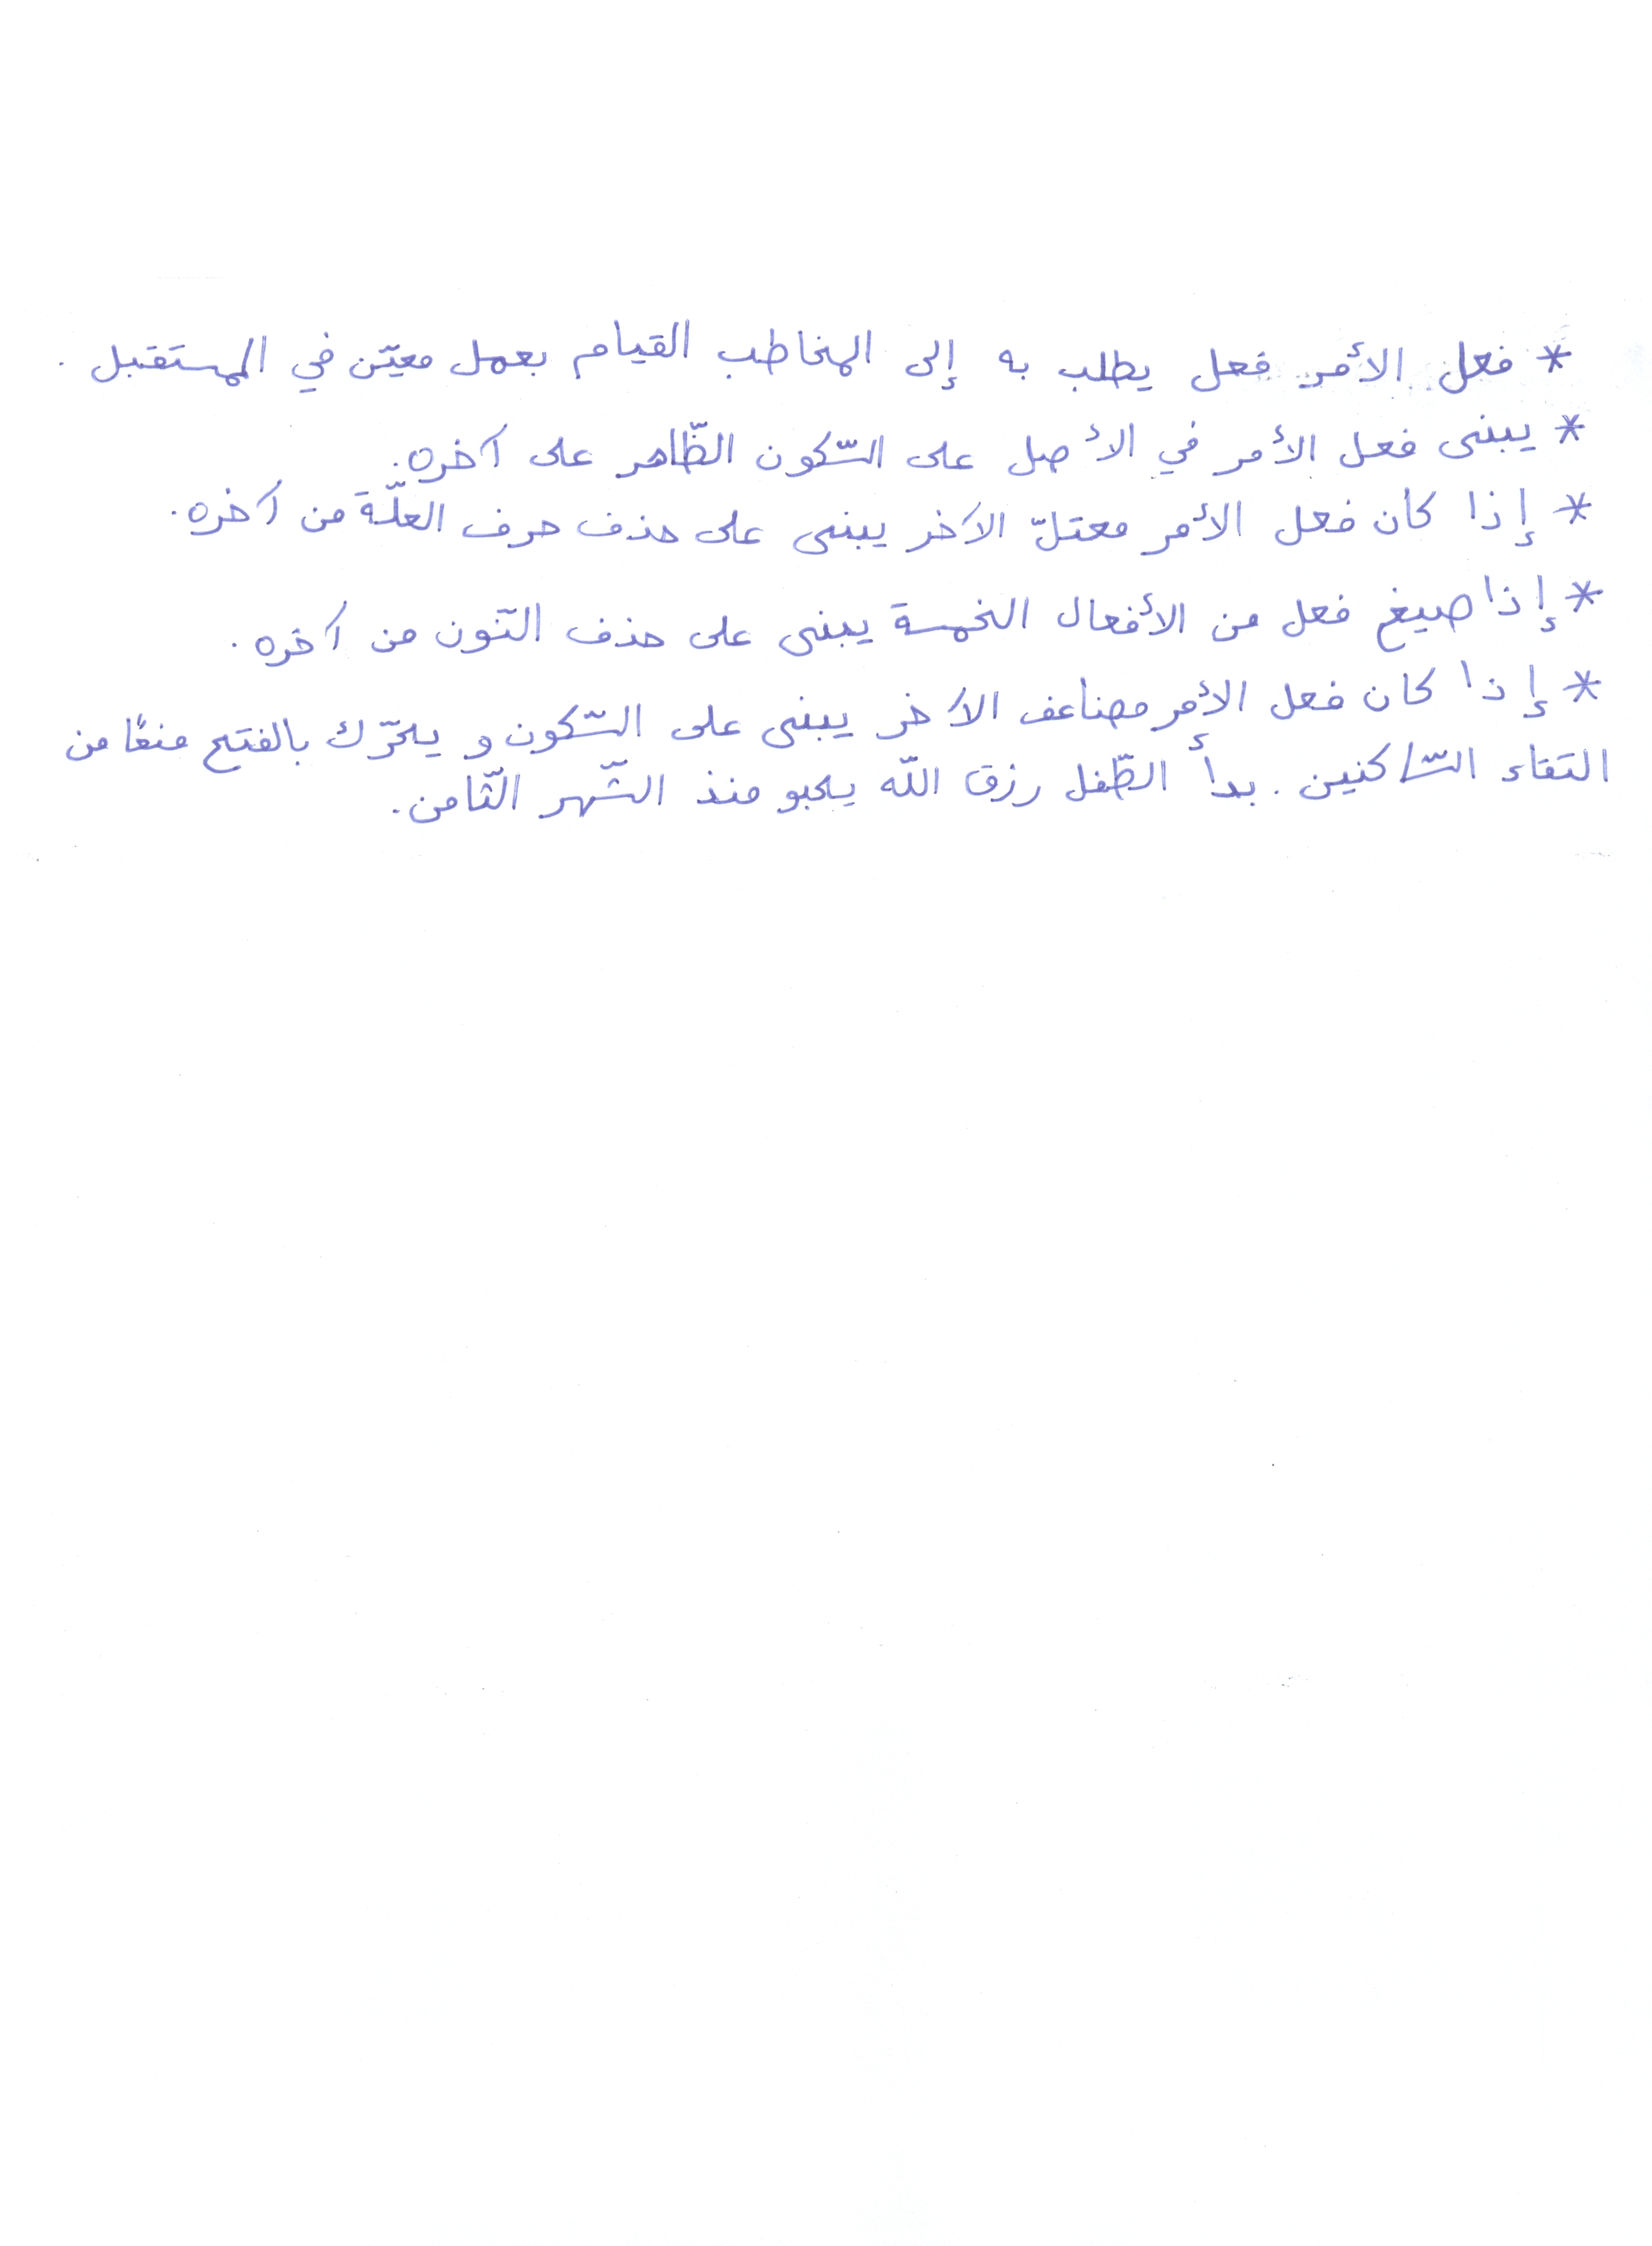 * فعل الأمر فعل يطلب به إلى المخاطب القيام بعمل معيّن في المستقبل .
* يبنى فعل الأمر في الأصل على السّكون الظّاهر على آخره.
* إذا كان فعل الأمر معتلّ الآخر يبنى على حذف حرف العلّة من آخره.
* إذا صيغ فعل من الأفعال الخمسة يبنى على حذف النّون من آخره .
* إذا كان فعل الأمر مضاعف الآخر يبنى على السّكون و يحرّك بالفتح منعًا من
التقاء السّاكنين . بدأ الطّفل رزق اللّه يحبو منذ الشّهر الثّامن.